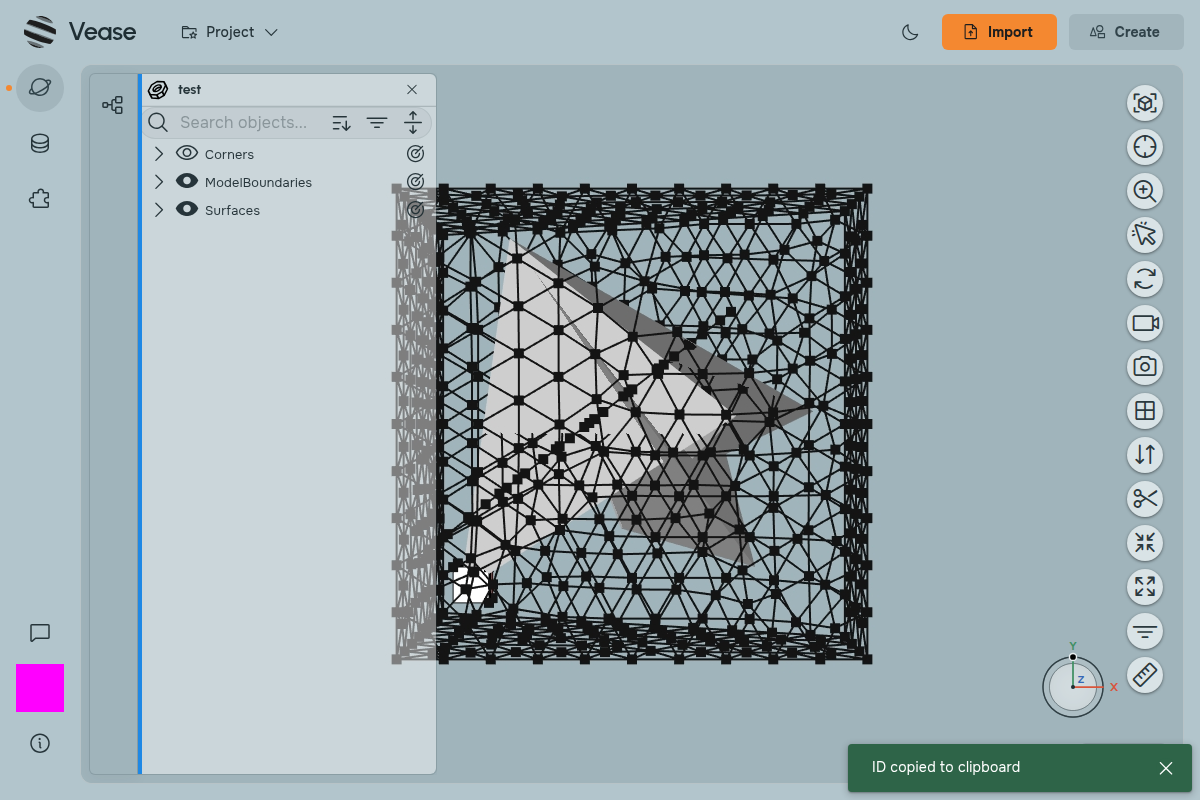 Vease
Project
Import
Create
test
Search objects...
Corners
ModelBoundaries
Surfaces
Y
Z
X
ID copied to clipboard